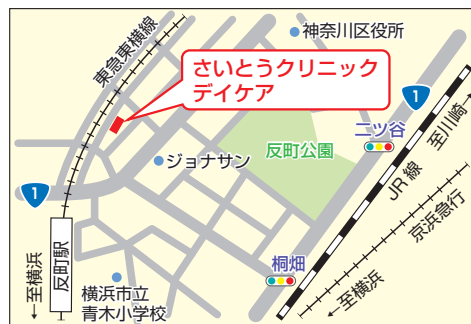 神奈川区役所
東急東横線
さいとうクリニック
デイケア
1
至川崎
二ツ谷
反町公園
ジョナサン
JR線
京浜急行
1
反町駅
桐畑
至横浜
横浜市立
青木小学校
至横浜